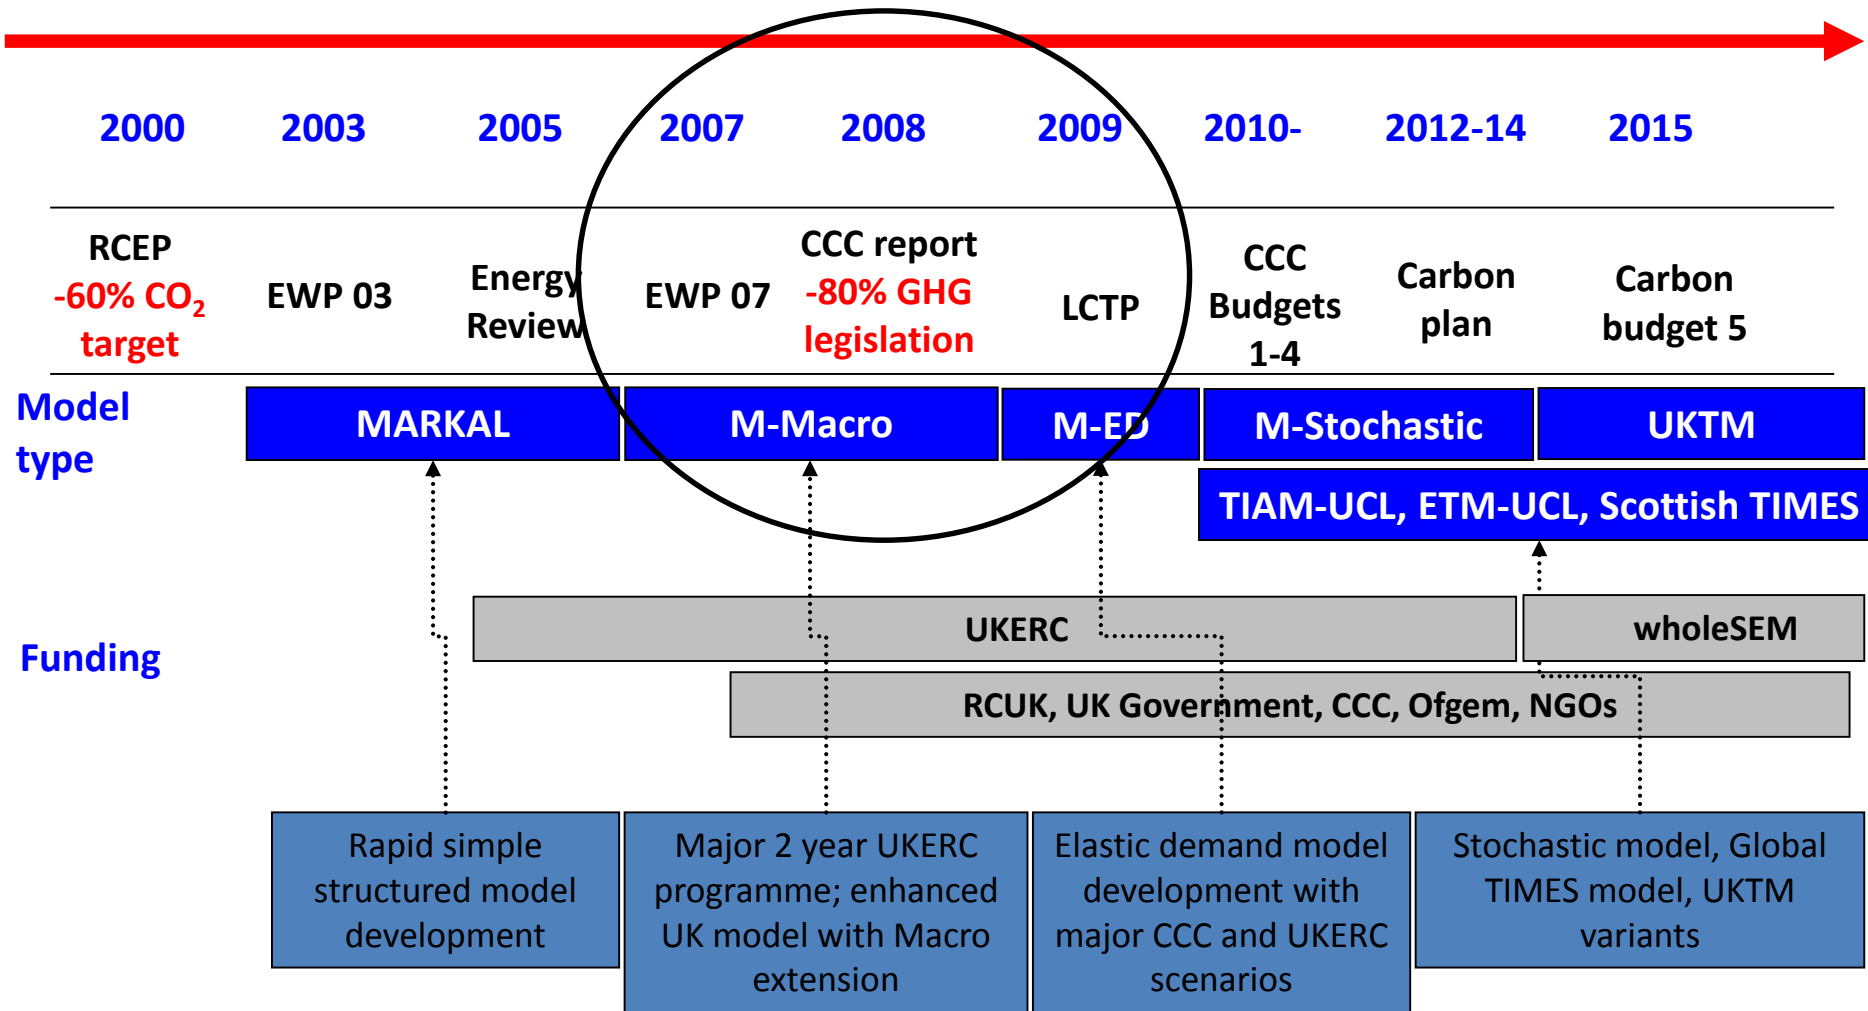 2000 2003 2005 2007 2008 2009 2010- 2012-14 2015
RCEP
-60% CO₂
target
EWP 03
Energy
Review
EWP 07
CCC report
-80% GHG
legislation
LCTP
CCC
Budgets
1-4
Carbon
plan
Carbon
budget 5
Model
type
MARKAL
M-Macro
M-ED
M-Stochastic
UKTM
TIAM-UCL, ETM-UCL, Scottish TIMES
Funding
UKERC
wholeSEM
RCUK, UK Government, CCC, Ofgem, NGOs
Rapid simple
structured model
development
Major 2 year UKERC
programme; enhanced
UK model with Macro
extension
Elastic demand model
development with
major CCC and UKERC
scenarios
Stochastic model, Global
TIMES model, UKTM
variants